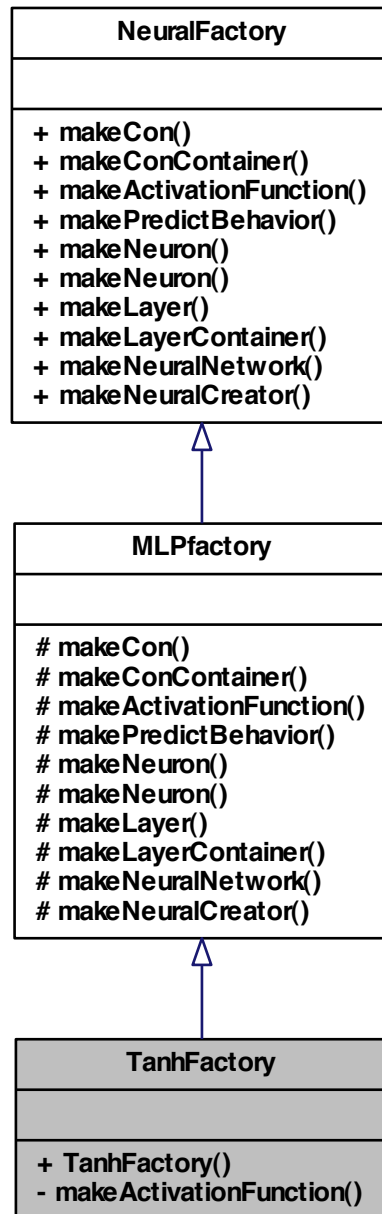 NeuralFactory
+ makeCon()
+ makeConContainer()
+ makeActivationFunction()
+ makePredictBehavior()
+ makeNeuron()
+ makeNeuron()
+ makeLayer()
+ makeLayerContainer()
+ makeNeuralNetwork()
+ makeNeuralCreator()
MLPfactory
# makeCon()
# makeConContainer()
# makeActivationFunction()
# makePredictBehavior()
# makeNeuron()
# makeNeuron()
# makeLayer()
# makeLayerContainer()
# makeNeuralNetwork()
# makeNeuralCreator()
TanhFactory
+ TanhFactory()
- makeActivationFunction()